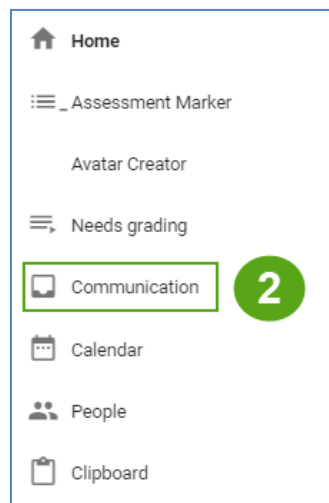 Home
_ Assessment Marker
Avatar Creator
Needs grading
Communication 2
Calendar
People
Clipboard